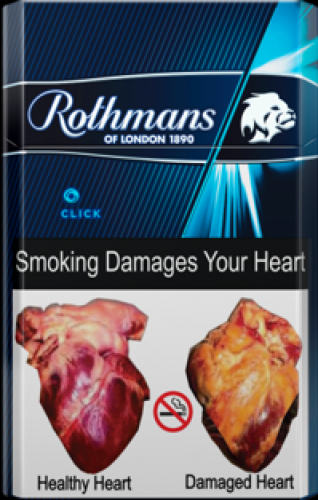 Rothmans
OF LONDON 1890
CLICK
Smoking Damages Your Heart
Healthy Heart
Damaged Heart